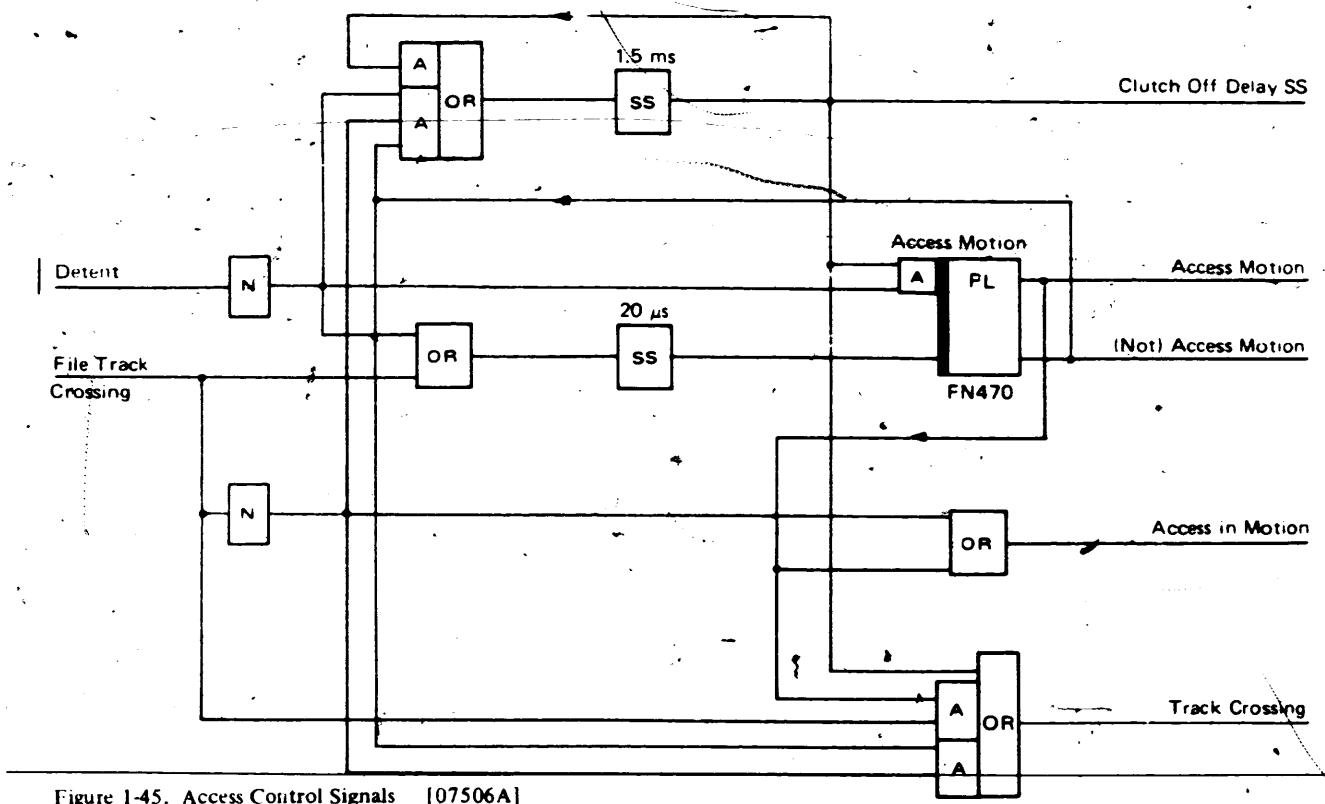 1.5 ms
A
OR
SS
Clutch Off Delay SS
A
Access Motion
Detent
N
A
PL
Access Motion
20 μs
OR
SS
(Not) Access Motion
File Track
Crossing
FN470
N
OR
Access in Motion
A
OR
Track Crossing
A
Figure 1-45. Access Control Signals [07506A]